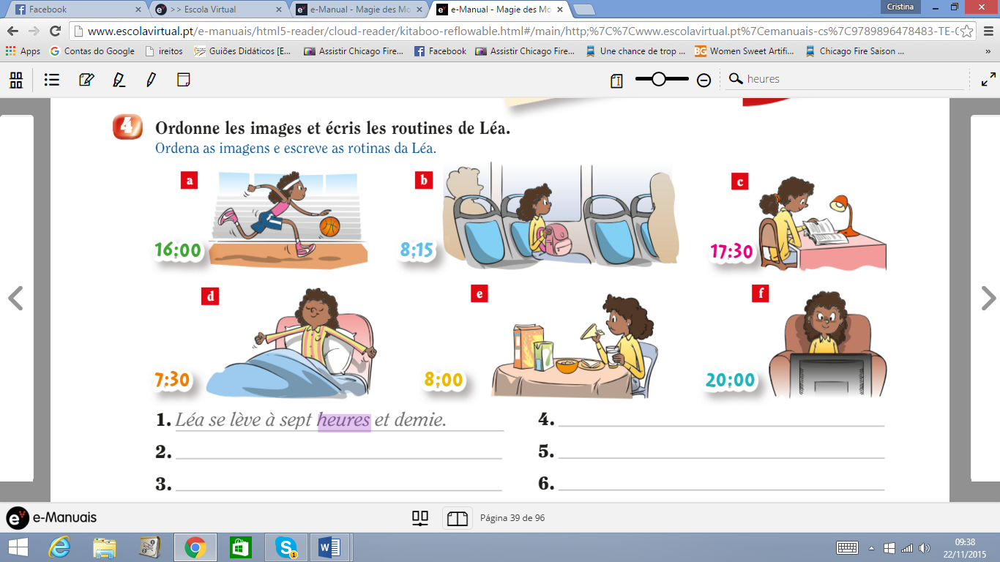 Facebook
>> Escola Virtual
e-Manual - Magie des Mo
e-Manual - Magie des Mo
Cristina
www.escolavirtual.pt/e-manuais/html5-reader/cloud-reader/kitaboo-reflowable.html#/main/http;%7C%7Cwww.escolavirtual.pt%7Cemanuais-cs%7C9789896478483-TE-0
Apps
Contas do Google
ireitos
Guiões Didáticos [E...
Assistir Chicago Fire...
Facebook
Assistir Chicago Fire...
Une chance de trop ...
BG Women Sweet Artifi...
Chicago Fire Saison ...
»
heures
4 Ordonne les images et écris les routines de Léa.
Ordena as imagens e escreve as rotinas da Léa.
a
16:00
b
8:15
c
17:30
d
7:30
e
8:00
f
20:00
1. Léa se lève à sept heures et demie.
2.
3.
4.
5.
6.
e-Manuais
Página 39 de 96
09:38
22/11/2015